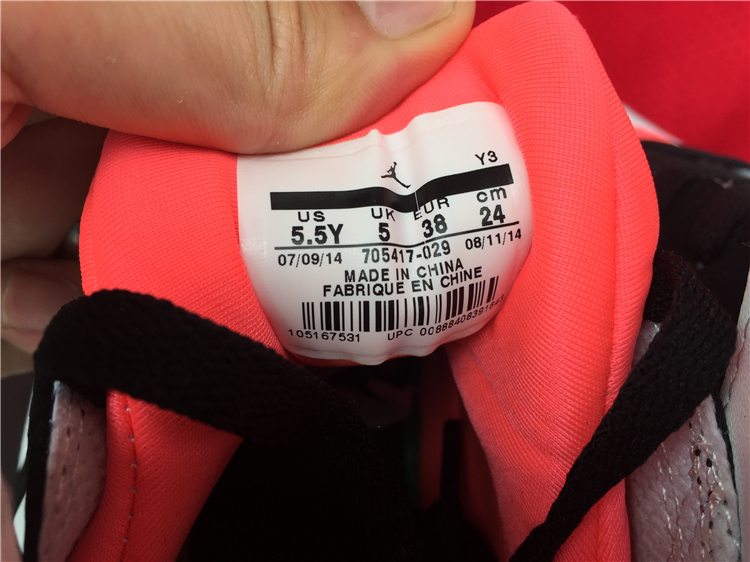 Y3
US UK EUR cm
5.5Y 5 38 24
07/09/14 705417-029 08/11/14
MADE IN CHINA
FABRIQUE EN CHINE
105167531 UPC